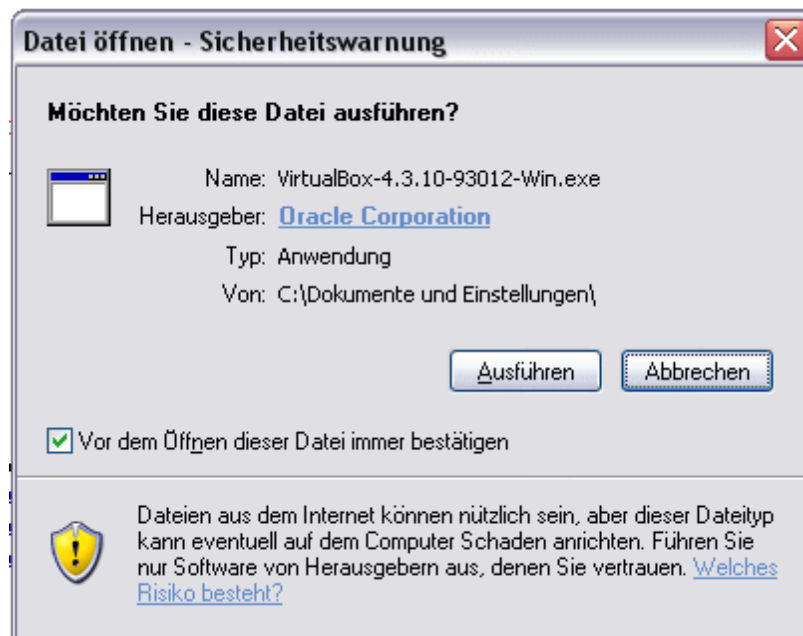 Datei öffnen - Sicherheitswarnung
Möchten Sie diese Datei ausführen?
Name: VirtualBox-4.3.10-93012-Win.exe
Herausgeber: Oracle Corporation
Typ: Anwendung
Von: C:\Dokumente und Einstellungen\
Ausführen Abbrechen
Vor dem Öffnen dieser Datei immer bestätigen
Dateien aus dem Internet können nützlich sein, aber dieser Dateityp
kann eventuell auf dem Computer Schaden anrichten. Führen Sie
nur Software von Herausgebern aus, denen Sie vertrauen. Welches
Risiko besteht?